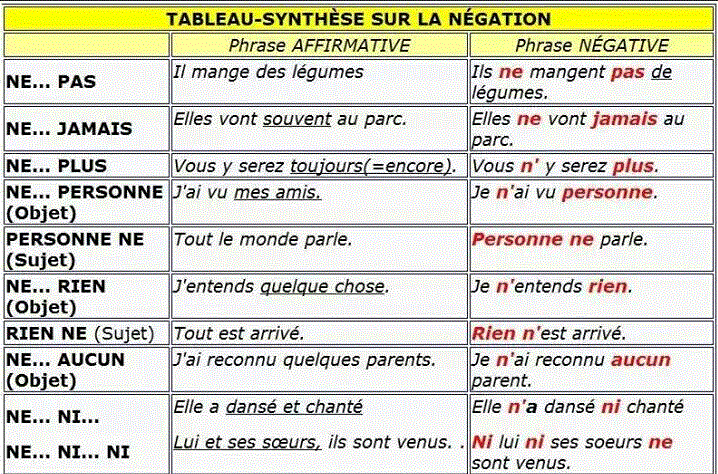 TABLEAU-SYNTHÈSE SUR LA NÉGATION
Phrase AFFIRMATIVE Phrase NÉGATIVE
NE... PAS Il mange des légumes Ils ne mangent pas de
légumes.
NE... JAMAIS Elles vont souvent au parc. Elles ne vont jamais au
parc.
NE... PLUS Vous y serez toujours(=encore). Vous n' y serez plus.
NE... PERSONNE J'ai vu mes amis. Je n'ai vu personne.
(Objet)
PERSONNE NE Tout le monde parle. Personne ne parle.
(Sujet)
NE... RIEN J'entends quelque chose. Je n'entends rien.
(Objet)
RIEN NE (Sujet) Tout est arrivé. Rien n'est arrivé.
NE... AUCUN J'ai reconnu quelques parents. Je n'ai reconnu aucun
(Objet) parent.
NE... NI... Elle a dansé et chanté Elle n'a dansé ni chanté
NE... NI... NI Lui et ses sœurs, ils sont venus. . Ni lui ni ses soeurs ne
sont venus.